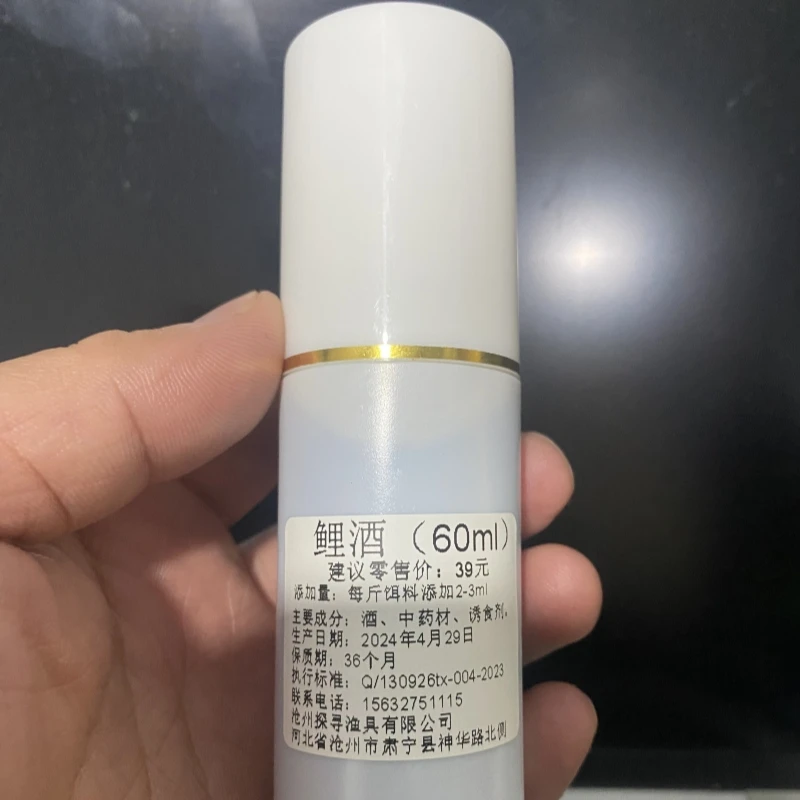 鲤酒（60ml）
建议零售价：39元
添加量：每斤饵料添加2-3ml
主要成分：酒、中药材、诱食剂。
生产日期：2024年4月29日
保质期：36个月
执行标准：Q/130926tx-004-2023
联系电话：15632751115
沧州探寻渔具有限公司
河北省沧州市肃宁县神华路北侧